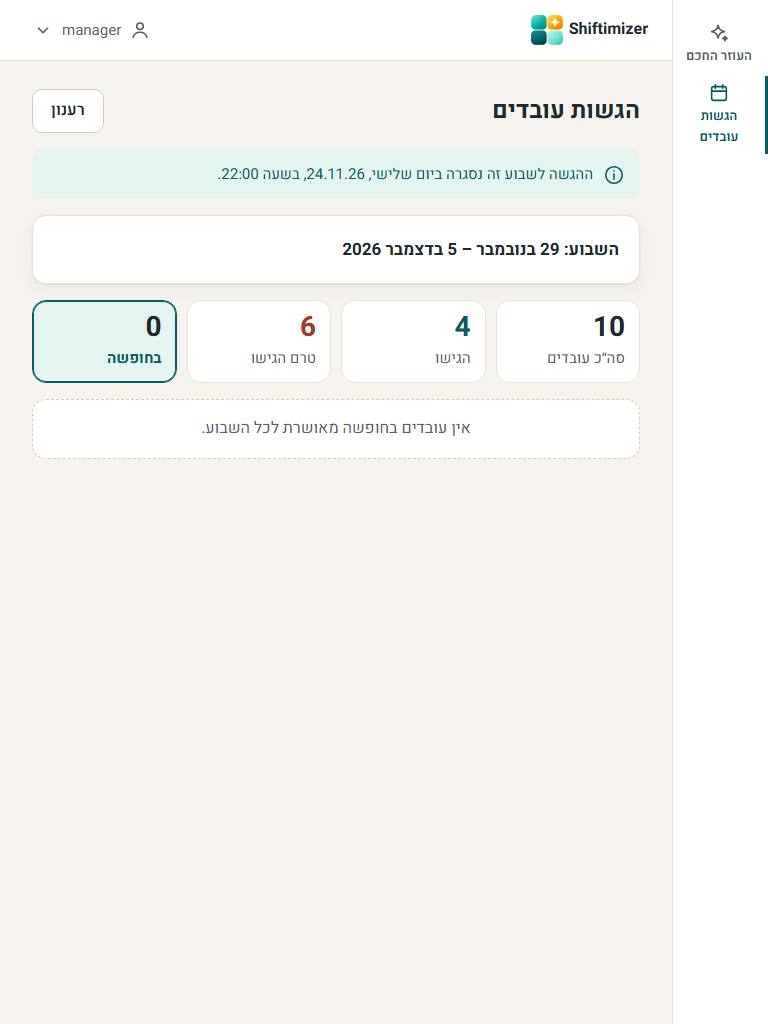 העוזר החכם
הגשות
עובדים
Shiftimizer
manager
הגשות עובדים
רענון
ההגשה לשבוע זה נסגרה ביום שלישי, 24.11.26, בשעה 22:00.
השבוע: 29 בנובמבר – 5 בדצמבר 2026
10
סה"כ עובדים
4
הגישו
6
טרם הגישו
0
בחופשה
אין עובדים בחופשה מאושרת לכל השבוע.